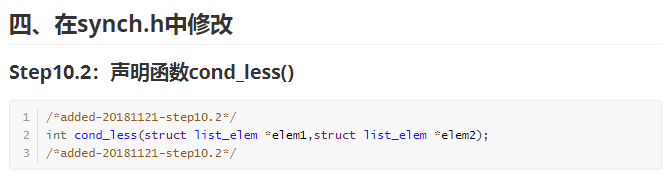 四、在synch.h中修改
Step10.2：声明函数cond_less()
1 /*added-20181121-step10.2*/
2 int cond_less(struct list_elem *elem1,struct list_elem *elem2);
3 /*added-20181121-step10.2*/